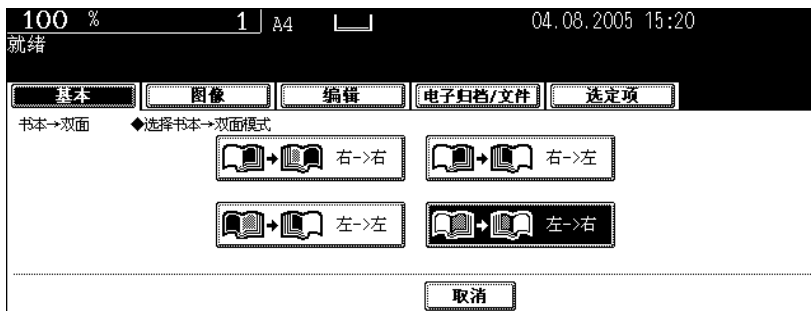 100 % 1 A4 04.08.2005 15:20
就绪
基本 图像 编辑 电子归档/文件 选定项
书本→双面 ◆选择书本→双面模式
右->右 右->左
左->左 左->右
取消